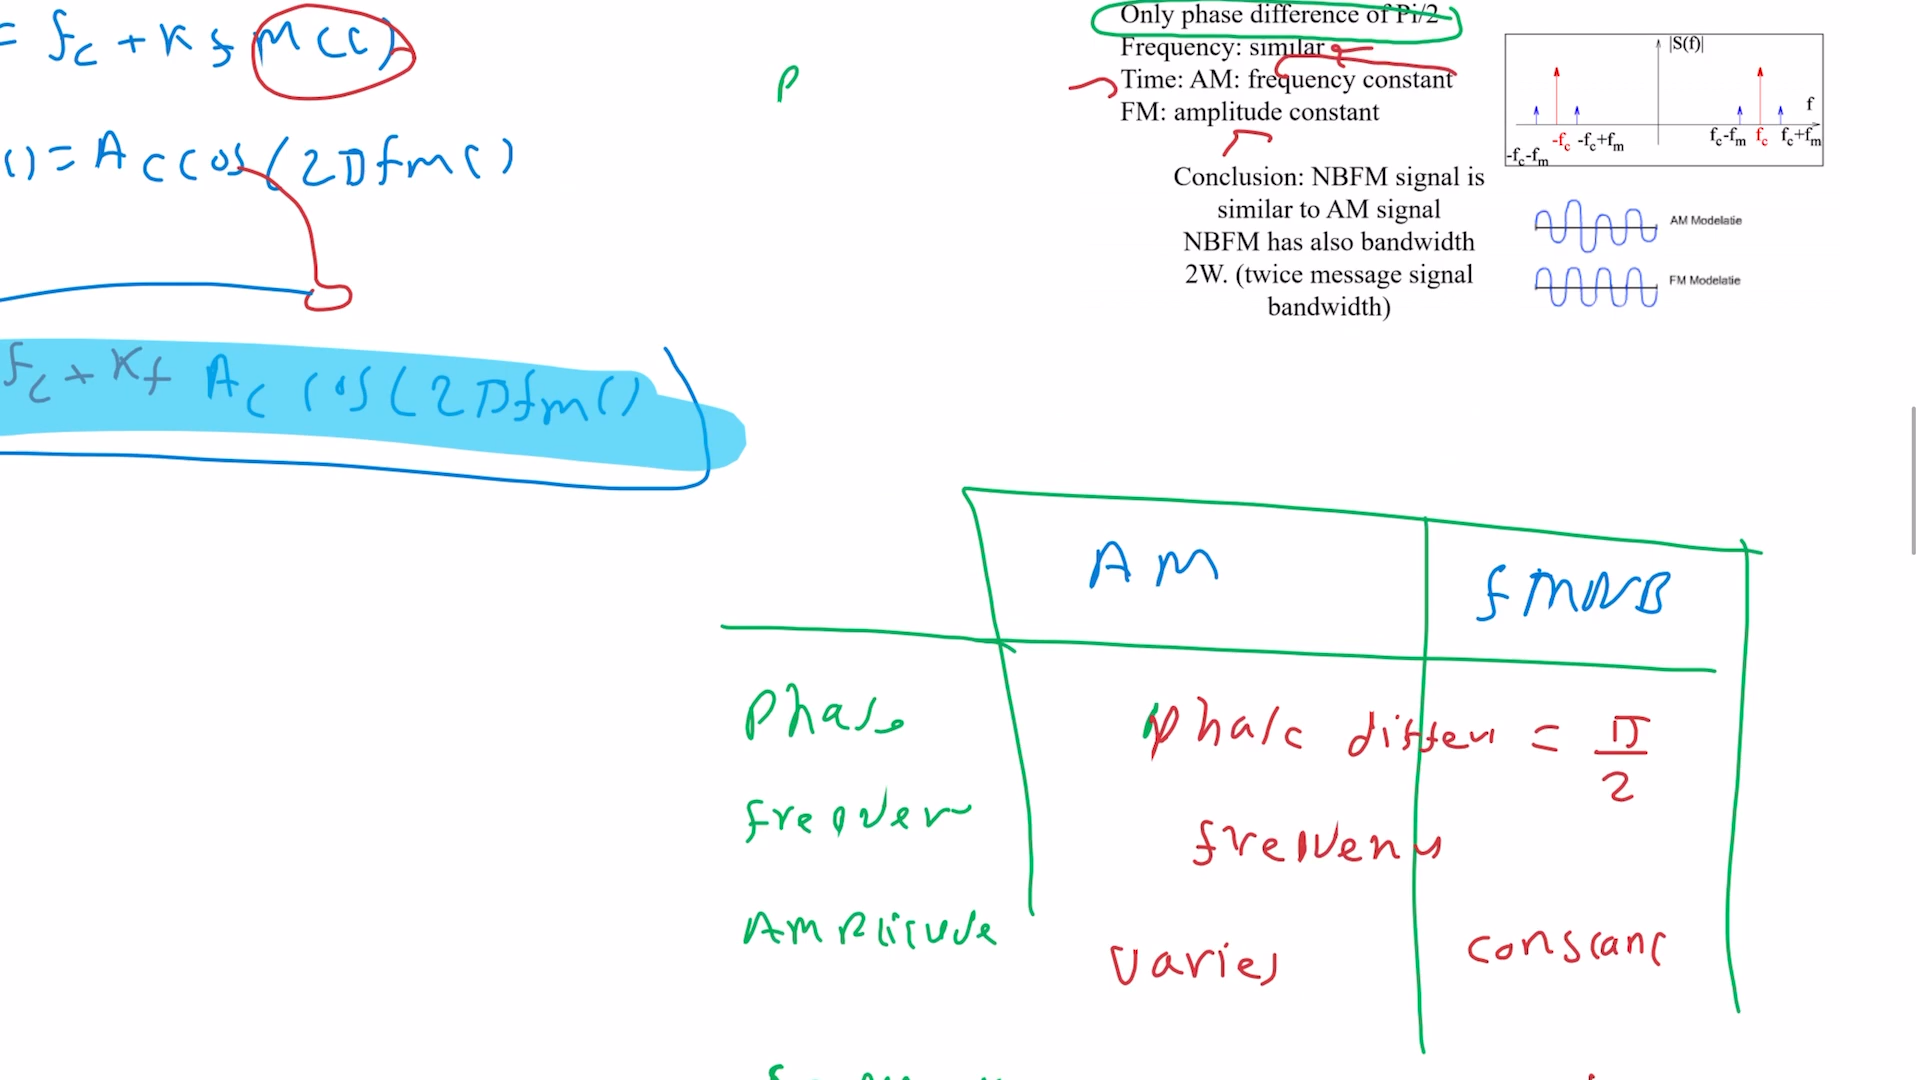 = fc + Kf m(t)
() = Ac cos(2πfm()
fc + Kf Ac cos(2πfm()
P
Only phase difference of Pi/2
Frequency: similar
Time: AM: frequency constant
FM: amplitude constant
Conclusion: NBFM signal is
similar to AM signal
NBFM has also bandwidth
2W. (twice message signal
bandwidth)
|S(f)|
f
-fc-fm -fc -fc+fm fc-fm fc fc+fm
AM Modelatie
FM Modelatie
AM fMNB
Phase Phase differen = π/2
frequen frequency
Amplitude varies constant